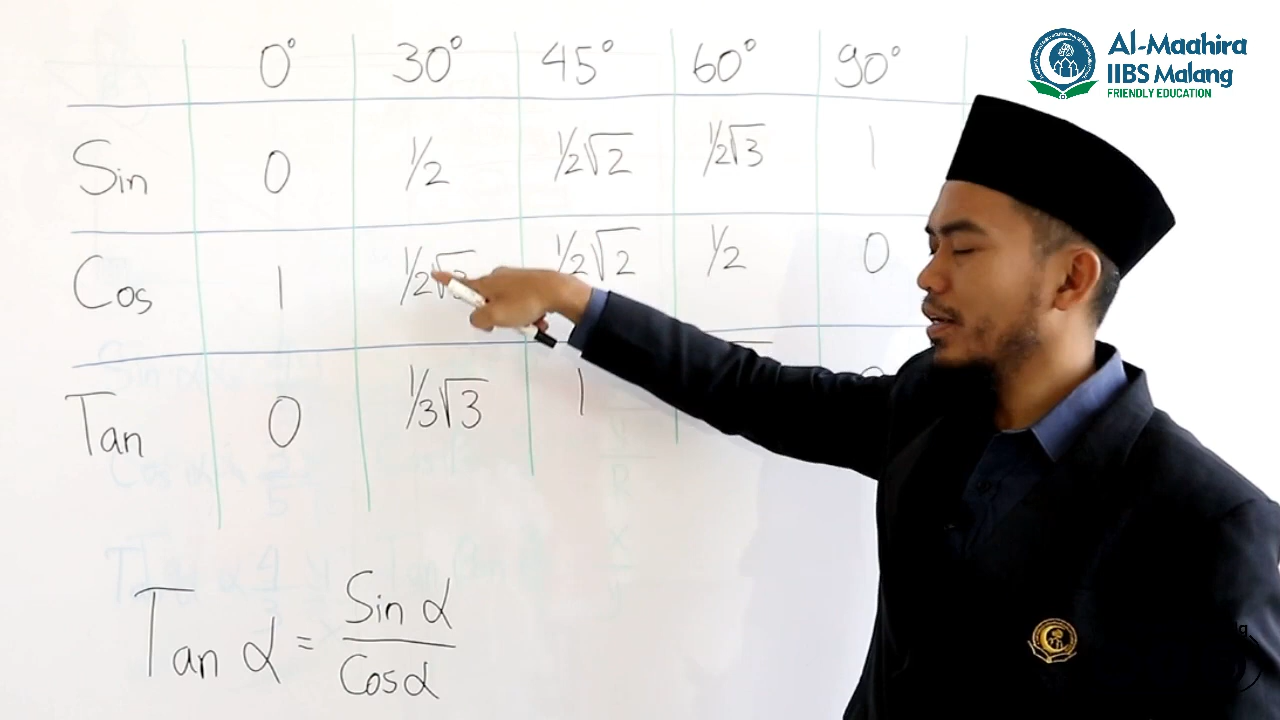 Al-Maahira
IIBS Malang
FRIENDLY EDUCATION
0° 30° 45° 60° 90°
Sin 0 1/2 1/2√2 1/2√3 1
Cos 1 1/2√3 1/2√2 1/2 0
Tan 0 1/3√3 1
Tan α = Sin α / Cos α